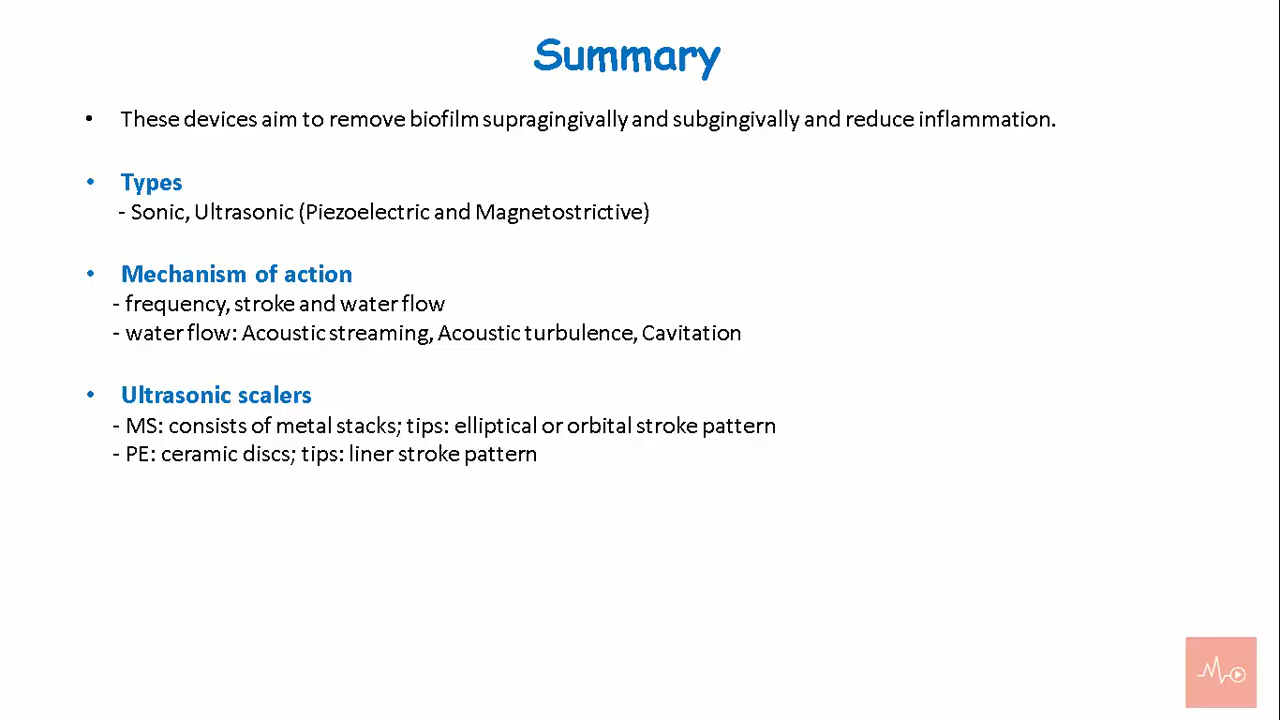 Summary
• These devices aim to remove biofilm supragingivally and subgingivally and reduce inflammation.
• Types
- Sonic, Ultrasonic (Piezoelectric and Magnetostrictive)
• Mechanism of action
- frequency, stroke and water flow
- water flow: Acoustic streaming, Acoustic turbulence, Cavitation
• Ultrasonic scalers
- MS: consists of metal stacks; tips: elliptical or orbital stroke pattern
- PE: ceramic discs; tips: liner stroke pattern